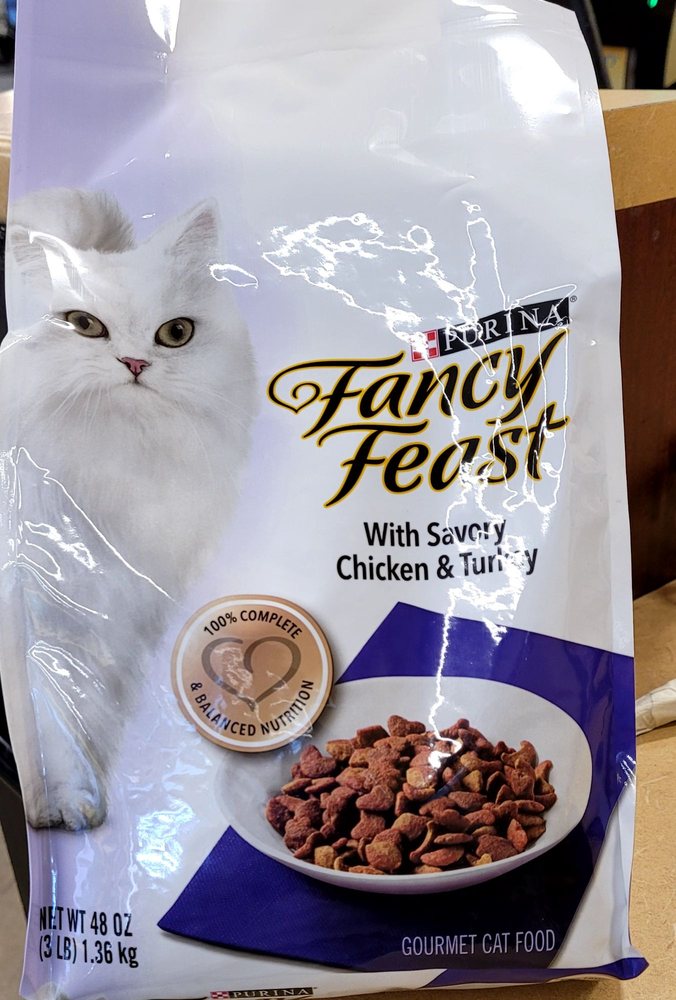 PURINA®
Fancy
Feast
With Savory
Chicken & Turkey
100% COMPLETE
& BALANCED NUTRITION
NET WT 48 OZ
(3 LB) 1.36 kg
GOURMET CAT FOOD
PURINA